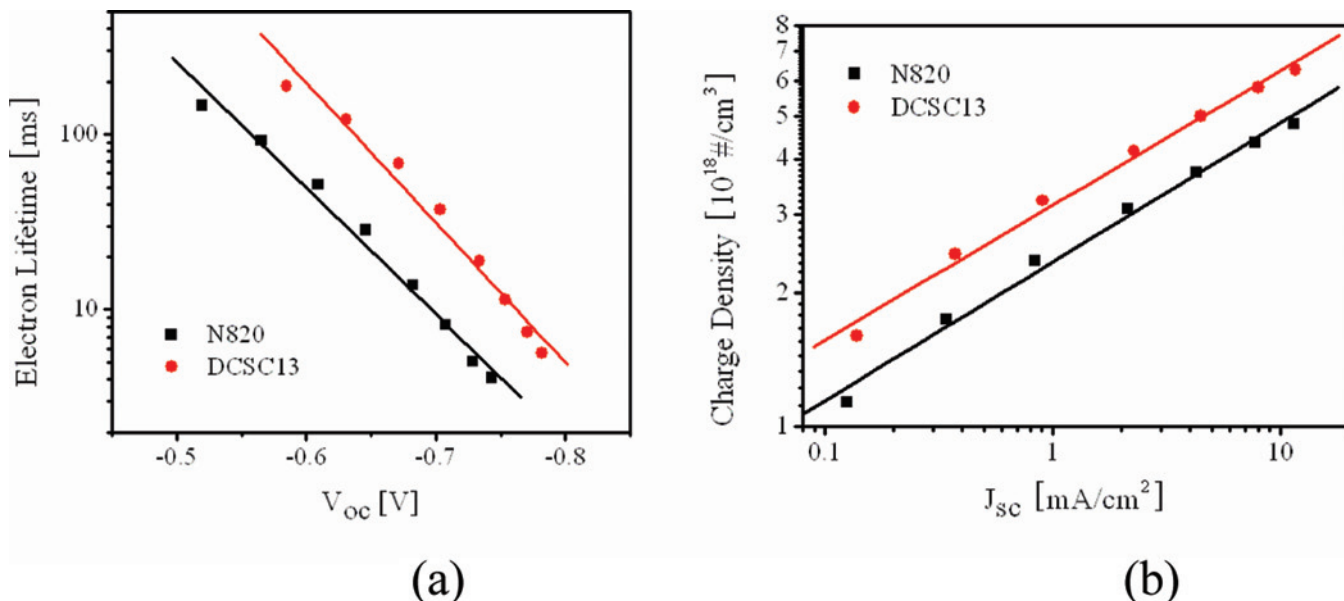 Electron Lifetime [ms]
100
10
N820
DCSC13
-0.5 -0.6 -0.7 -0.8
V_oc [V]
(a)
Charge Density [10^18#/cm^3]
8
7
6
5
4
3
2
1
N820
DCSC13
0.1 1 10
J_sc [mA/cm^2]
(b)